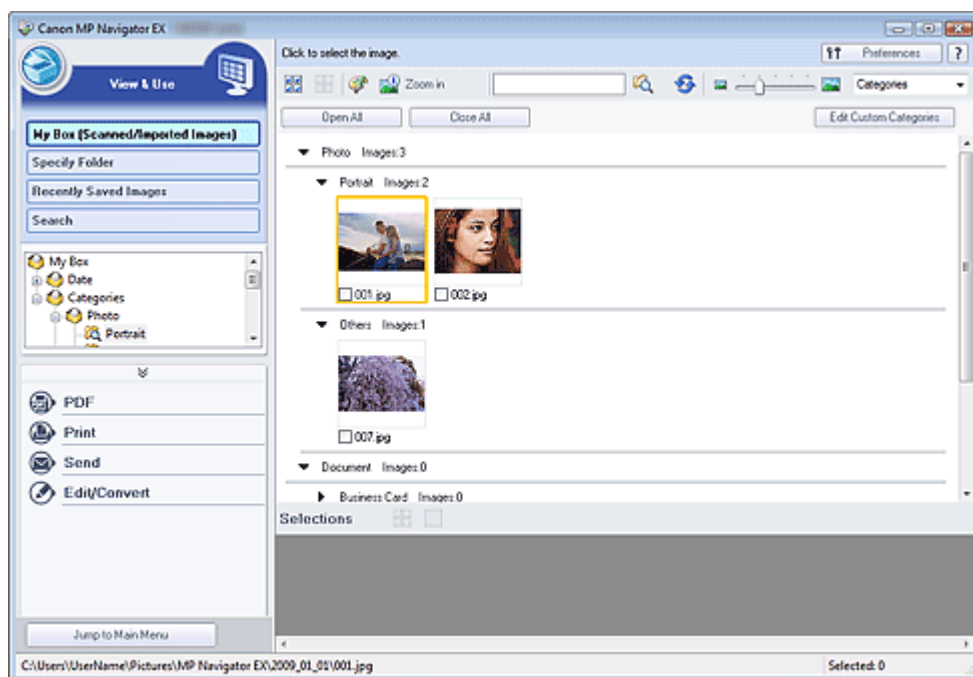 Canon MP Navigator EX
View & Use
My Box (Scanned/Imported Images)
Specify Folder
Recently Saved Images
Search
My Box
Date
Categories
Photo
Portrait
PDF
Print
Send
Edit/Convert
Jump to Main Menu
Click to select the image.
Preferences
?
Zoom in
Categories
Open All
Close All
Edit Custom Categories
Photo Images:3
Portrait Images:2
001.jpg
002.jpg
Others Images:1
007.jpg
Document Images:0
Business Card Images:0
Selections
C:\Users\UserName\Pictures\MP Navigator EX\2009_01_01\001.jpg
Selected: 0